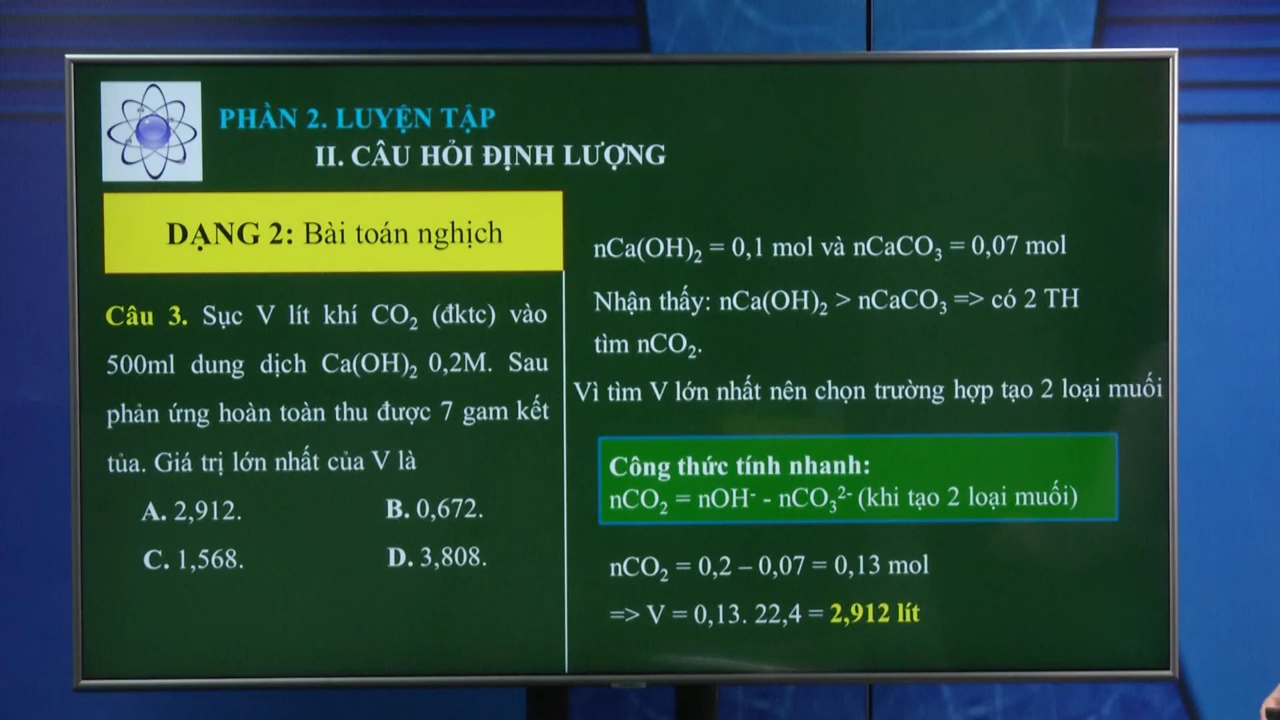 PHẦN 2. LUYỆN TẬP
II. CÂU HỎI ĐỊNH LƯỢNG
DẠNG 2: Bài toán nghịch
Câu 3. Sục V lít khí CO₂ (đktc) vào
500ml dung dịch Ca(OH)₂ 0,2M. Sau
phản ứng hoàn toàn thu được 7 gam kết
tủa. Giá trị lớn nhất của V là
A. 2,912. B. 0,672.
C. 1,568. D. 3,808.
nCa(OH)₂ = 0,1 mol và nCaCO₃ = 0,07 mol
Nhận thấy: nCa(OH)₂ > nCaCO₃ => có 2 TH
tìm nCO₂.
Vì tìm V lớn nhất nên chọn trường hợp tạo 2 loại muối
Công thức tính nhanh:
nCO₂ = nOH⁻ - nCO₃²⁻ (khi tạo 2 loại muối)
nCO₂ = 0,2 – 0,07 = 0,13 mol
=> V = 0,13. 22,4 = 2,912 lít